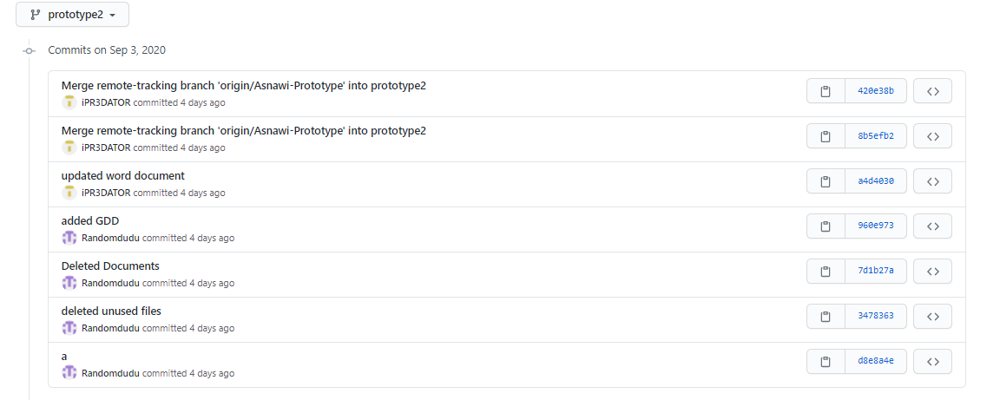 prototype2
Commits on Sep 3, 2020
Merge remote-tracking branch 'origin/Asnawi-Prototype' into prototype2
iPR3DATOR committed 4 days ago
420e38b
Merge remote-tracking branch 'origin/Asnawi-Prototype' into prototype2
iPR3DATOR committed 4 days ago
8b5efb2
updated word document
iPR3DATOR committed 4 days ago
a4d4030
added GDD
Randomdudu committed 4 days ago
960e973
Deleted Documents
Randomdudu committed 4 days ago
7d1b27a
deleted unused files
Randomdudu committed 4 days ago
3478363
a
Randomdudu committed 4 days ago
d8e8a4e